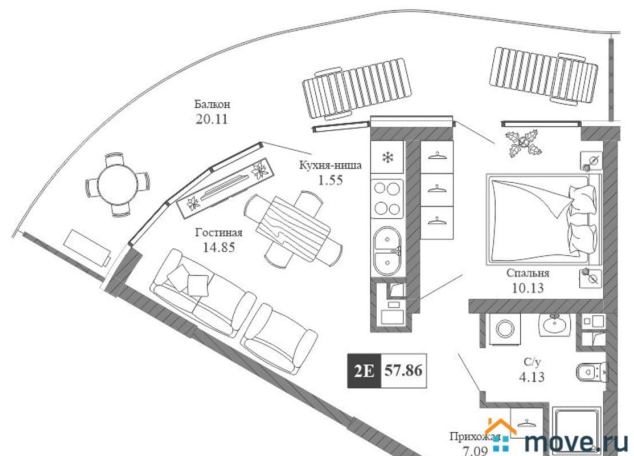 Балкон
20.11
Кухня-ниша
1.55
Гостиная
14.85
Спальня
10.13
2Е 57.86
С/у
4.13
Прихожая
7.09
move.ru